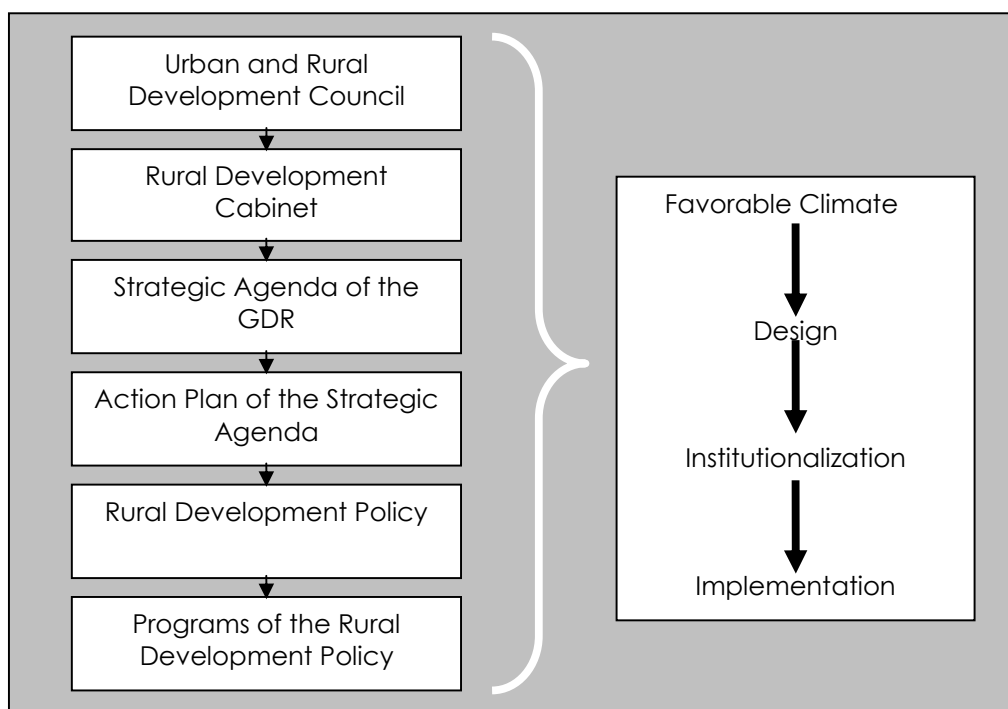 Urban and Rural
Development Council
Rural Development
Cabinet
Strategic Agenda of the
GDR
Action Plan of the Strategic
Agenda
Rural Development Policy
Programs of the Rural
Development Policy
Favorable Climate
Design
Institutionalization
Implementation